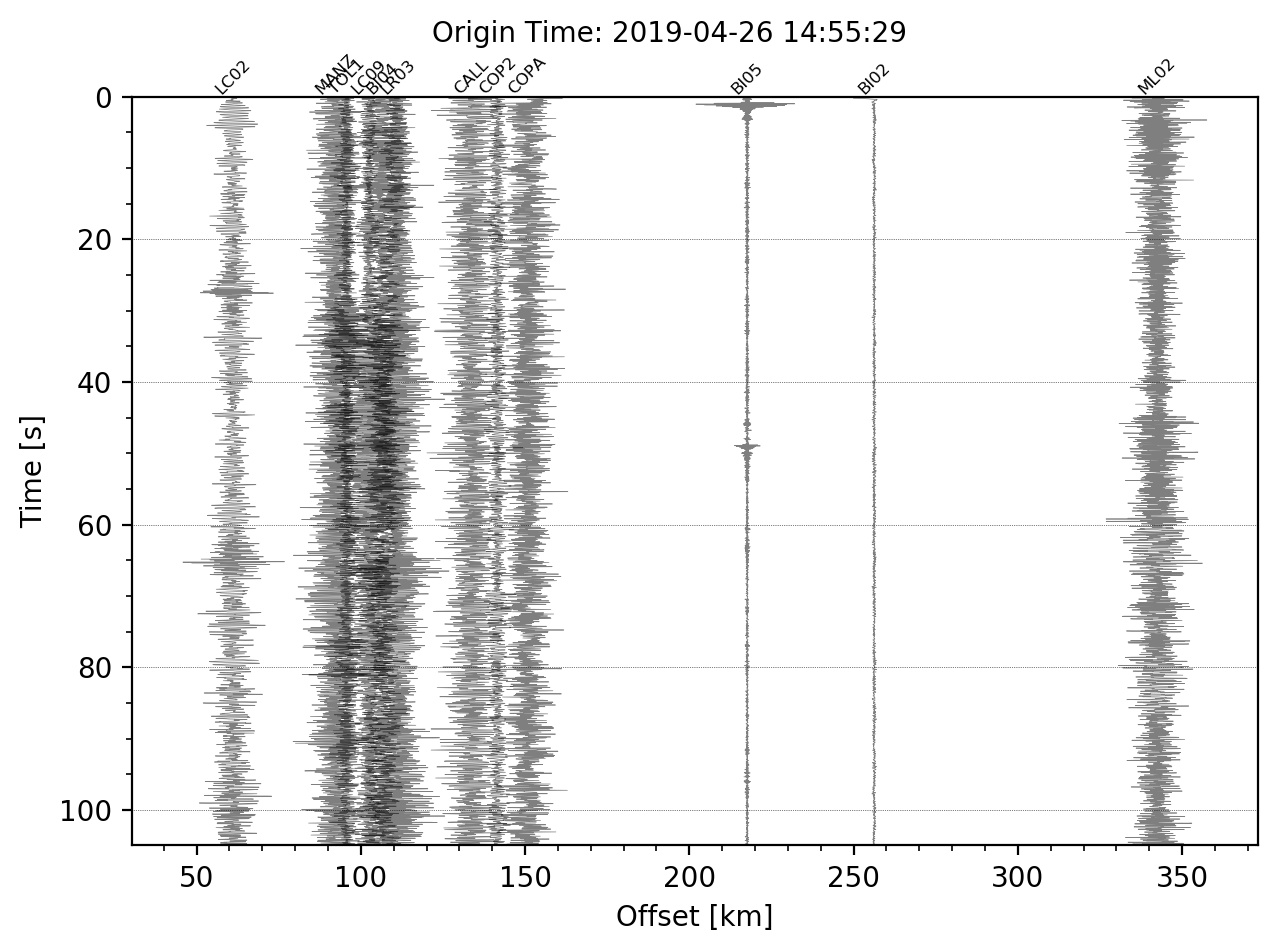 Origin Time: 2019-04-26 14:55:29
LC02 MANZ TOL1 LC09 BI04 LR03 CALL COP2 COPA BI05 BI02 ML02
0
20
40
60
80
100
Time [s]
50 100 150 200 250 300 350
Offset [km]